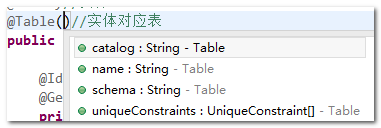 @Table()//实体对应表
public
catalog : String - Table
name : String - Table
@Id
schema : String - Table
@Ge
uniqueConstraints : UniqueConstraint[] - Table
pri